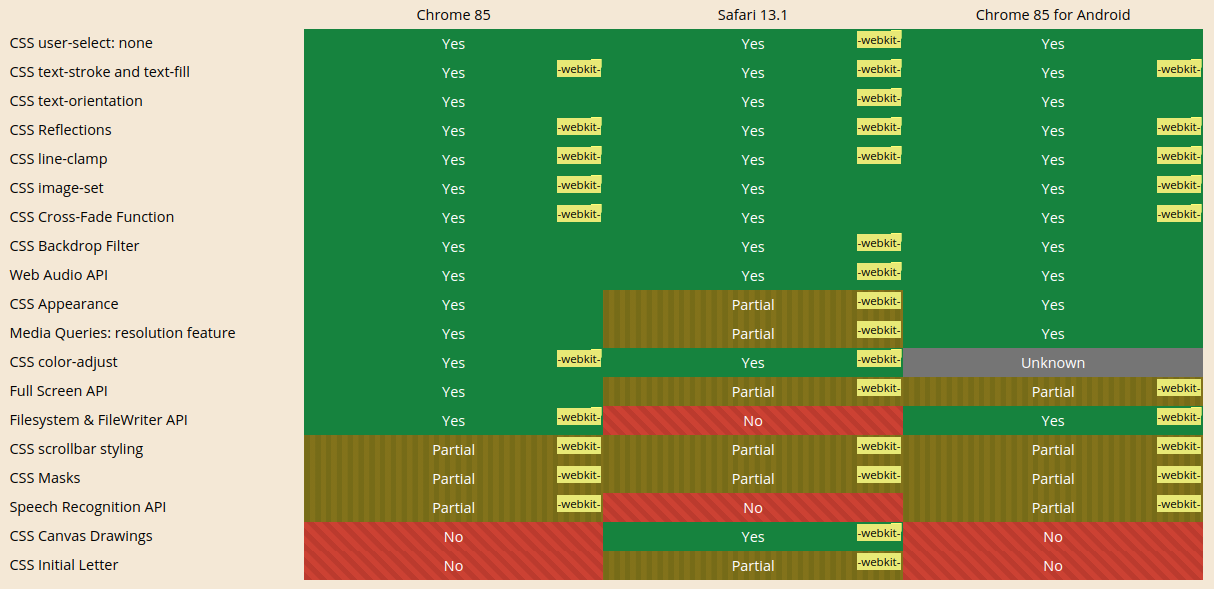 Chrome 85 Safari 13.1 Chrome 85 for Android
CSS user-select: none Yes Yes -webkit- Yes
CSS text-stroke and text-fill Yes -webkit- Yes -webkit- Yes -webkit-
CSS text-orientation Yes Yes -webkit- Yes
CSS Reflections Yes -webkit- Yes -webkit- Yes -webkit-
CSS line-clamp Yes -webkit- Yes -webkit- Yes -webkit-
CSS image-set Yes -webkit- Yes Yes -webkit-
CSS Cross-Fade Function Yes -webkit- Yes Yes -webkit-
CSS Backdrop Filter Yes Yes -webkit- Yes
Web Audio API Yes Yes -webkit- Yes
CSS Appearance Yes Partial -webkit- Yes
Media Queries: resolution feature Yes Partial -webkit- Yes
CSS color-adjust Yes -webkit- Yes -webkit- Unknown
Full Screen API Yes Partial -webkit- Partial -webkit-
Filesystem & FileWriter API Yes -webkit- No Yes -webkit-
CSS scrollbar styling Partial -webkit- Partial -webkit- Partial -webkit-
CSS Masks Partial -webkit- Partial -webkit- Partial -webkit-
Speech Recognition API Partial -webkit- No Partial -webkit-
CSS Canvas Drawings No Yes -webkit- No
CSS Initial Letter No Partial -webkit- No